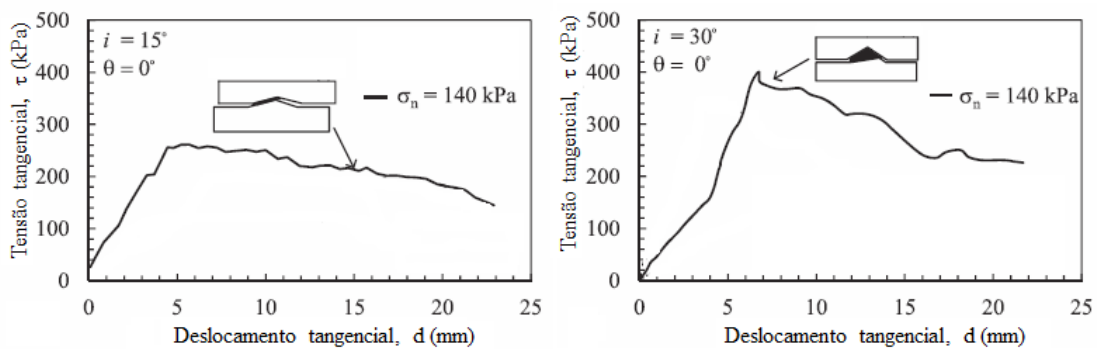 500
400
300
200
100
0
Tensão tangencial, τ (kPa)
i = 15°
θ = 0°
σn = 140 kPa
0 5 10 15 20 25
Deslocamento tangencial, d (mm)
500
400
300
200
100
0
Tensão tangencial, τ (kPa)
i = 30°
θ = 0°
σn = 140 kPa
0 5 10 15 20 25
Deslocamento tangencial, d (mm)